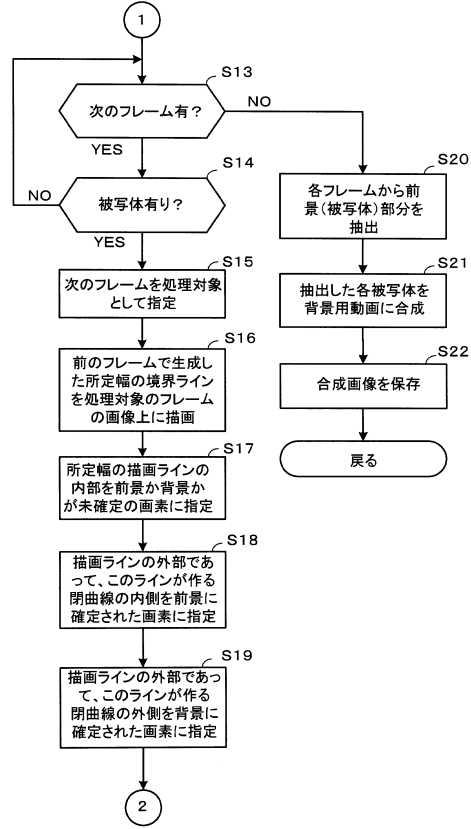 1
S13
次のフレーム有?
NO
YES
S14
被写体有り?
NO
YES
S15
次のフレームを処理対象
として指定
S16
前のフレームで生成し
た所定幅の境界ライン
を処理対象のフレーム
の画像上に描画
S17
所定幅の描画ラインの
内部を前景か背景か
が未確定の画素に指定
S18
描画ラインの外部であ
って、このラインが作る
閉曲線の内側を前景に
確定された画素に指定
S19
描画ラインの外部であっ
て、このラインが作る
閉曲線の外側を背景に
確定された画素に指定
2
S20
各フレームから前
景(被写体)部分を
抽出
S21
抽出した各被写体を
背景用動画に合成
S22
合成画像を保存
戻る